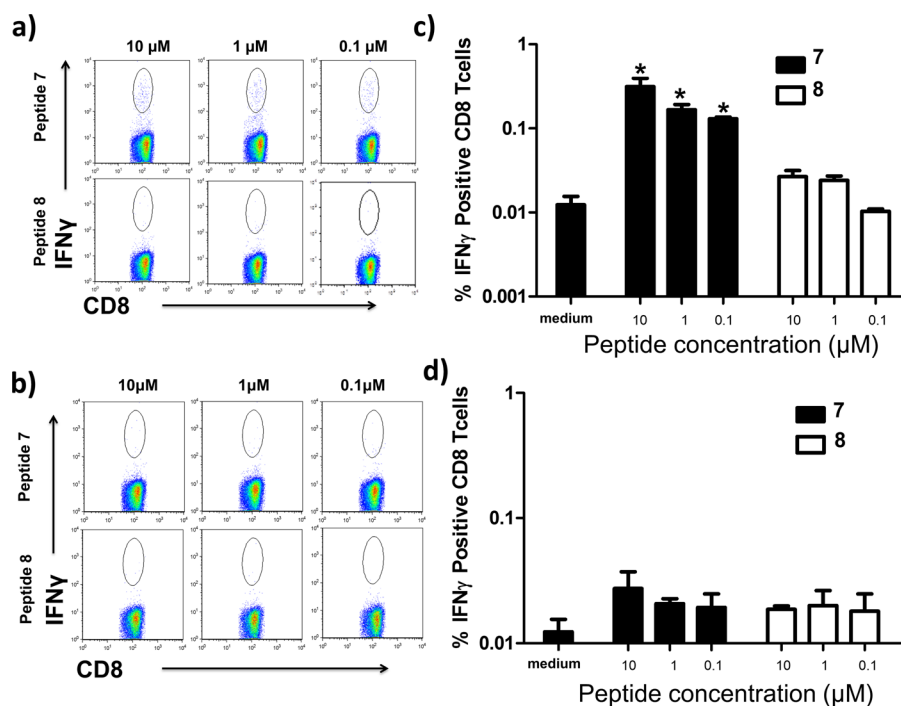 a)
10 µM 1 µM 0.1 µM
Peptide 7
Peptide 8
IFNγ
CD8
b)
10µM 1µM 0.1µM
Peptide 7
Peptide 8
IFNγ
CD8
c)
% IFNγ Positive CD8 Tcells
1
0.1
0.01
0.001
7
8
* * *
medium 10 1 0.1 10 1 0.1
Peptide concentration (µM)
d)
% IFNγ Positive CD8 Tcells
1
0.1
0.01
7
8
medium 10 1 0.1 10 1 0.1
Peptide concentration (µM)